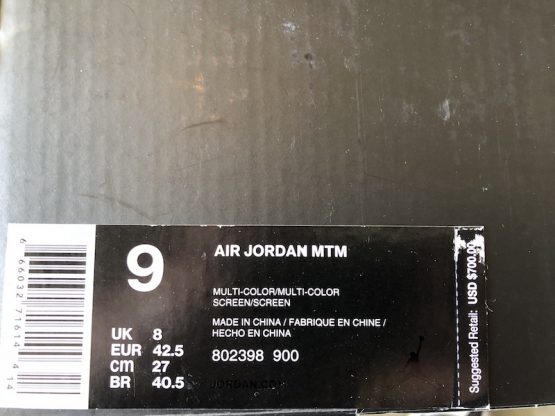 9
AIR JORDAN MTM
MULTI-COLOR/MULTI-COLOR
SCREEN/SCREEN
MADE IN CHINA / FABRIQUE EN CHINE /
HECHO EN CHINA
802398 900
UK 8
EUR 42.5
cm 27
BR 40.5
JORDAN.COM
Suggested Retail: USD $700.00